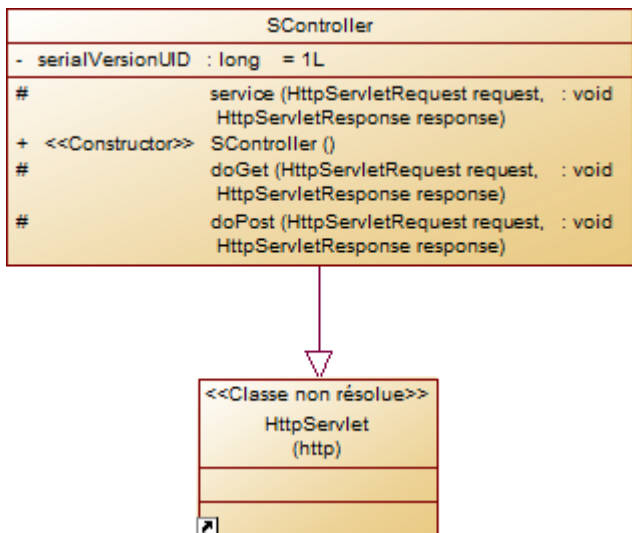 SController
- serialVersionUID : long = 1L
# service (HttpServletRequest request, : void
HttpServletResponse response)
+ <<Constructor>> SController ()
# doGet (HttpServletRequest request, : void
HttpServletResponse response)
# doPost (HttpServletRequest request, : void
HttpServletResponse response)
<<Classe non résolue>>
HttpServlet
(http)